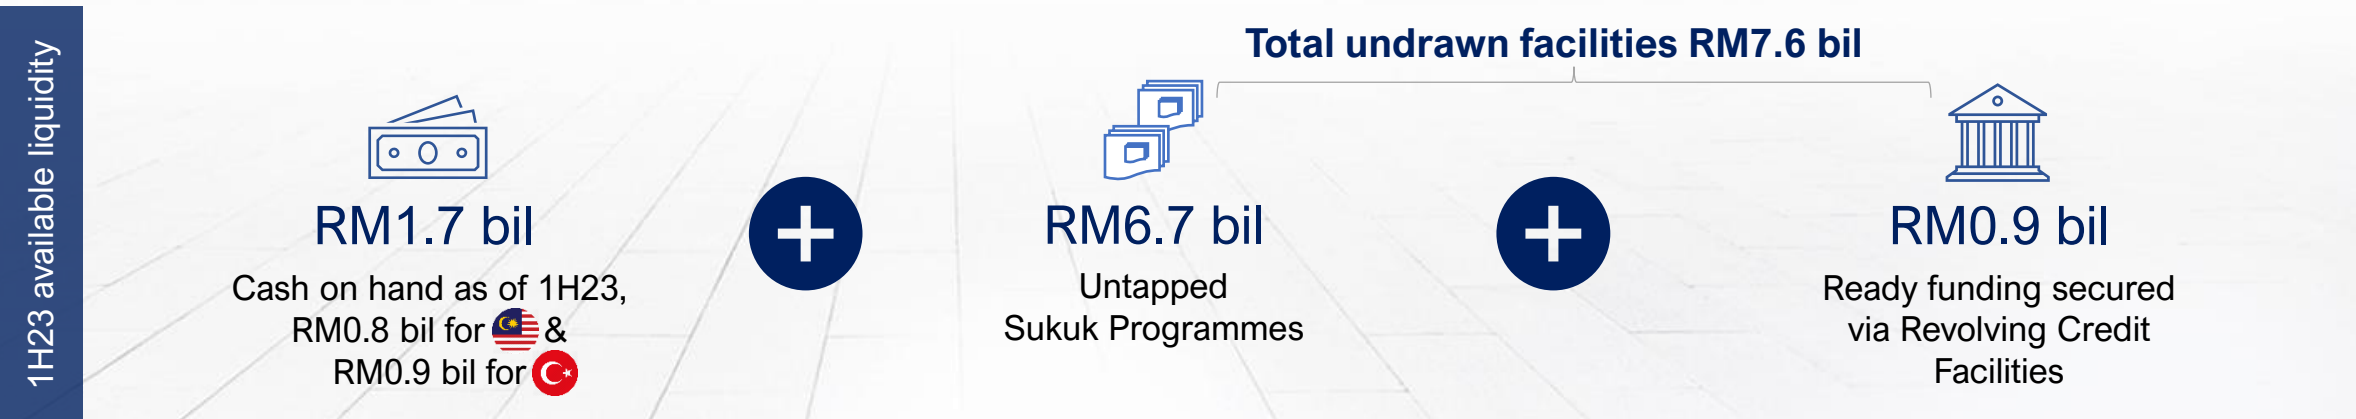 1H23 available liquidity
Total undrawn facilities RM7.6 bil
RM1.7 bil
Cash on hand as of 1H23,
RM0.8 bil for &
RM0.9 bil for
RM6.7 bil
Untapped
Sukuk Programmes
RM0.9 bil
Ready funding secured
via Revolving Credit
Facilities